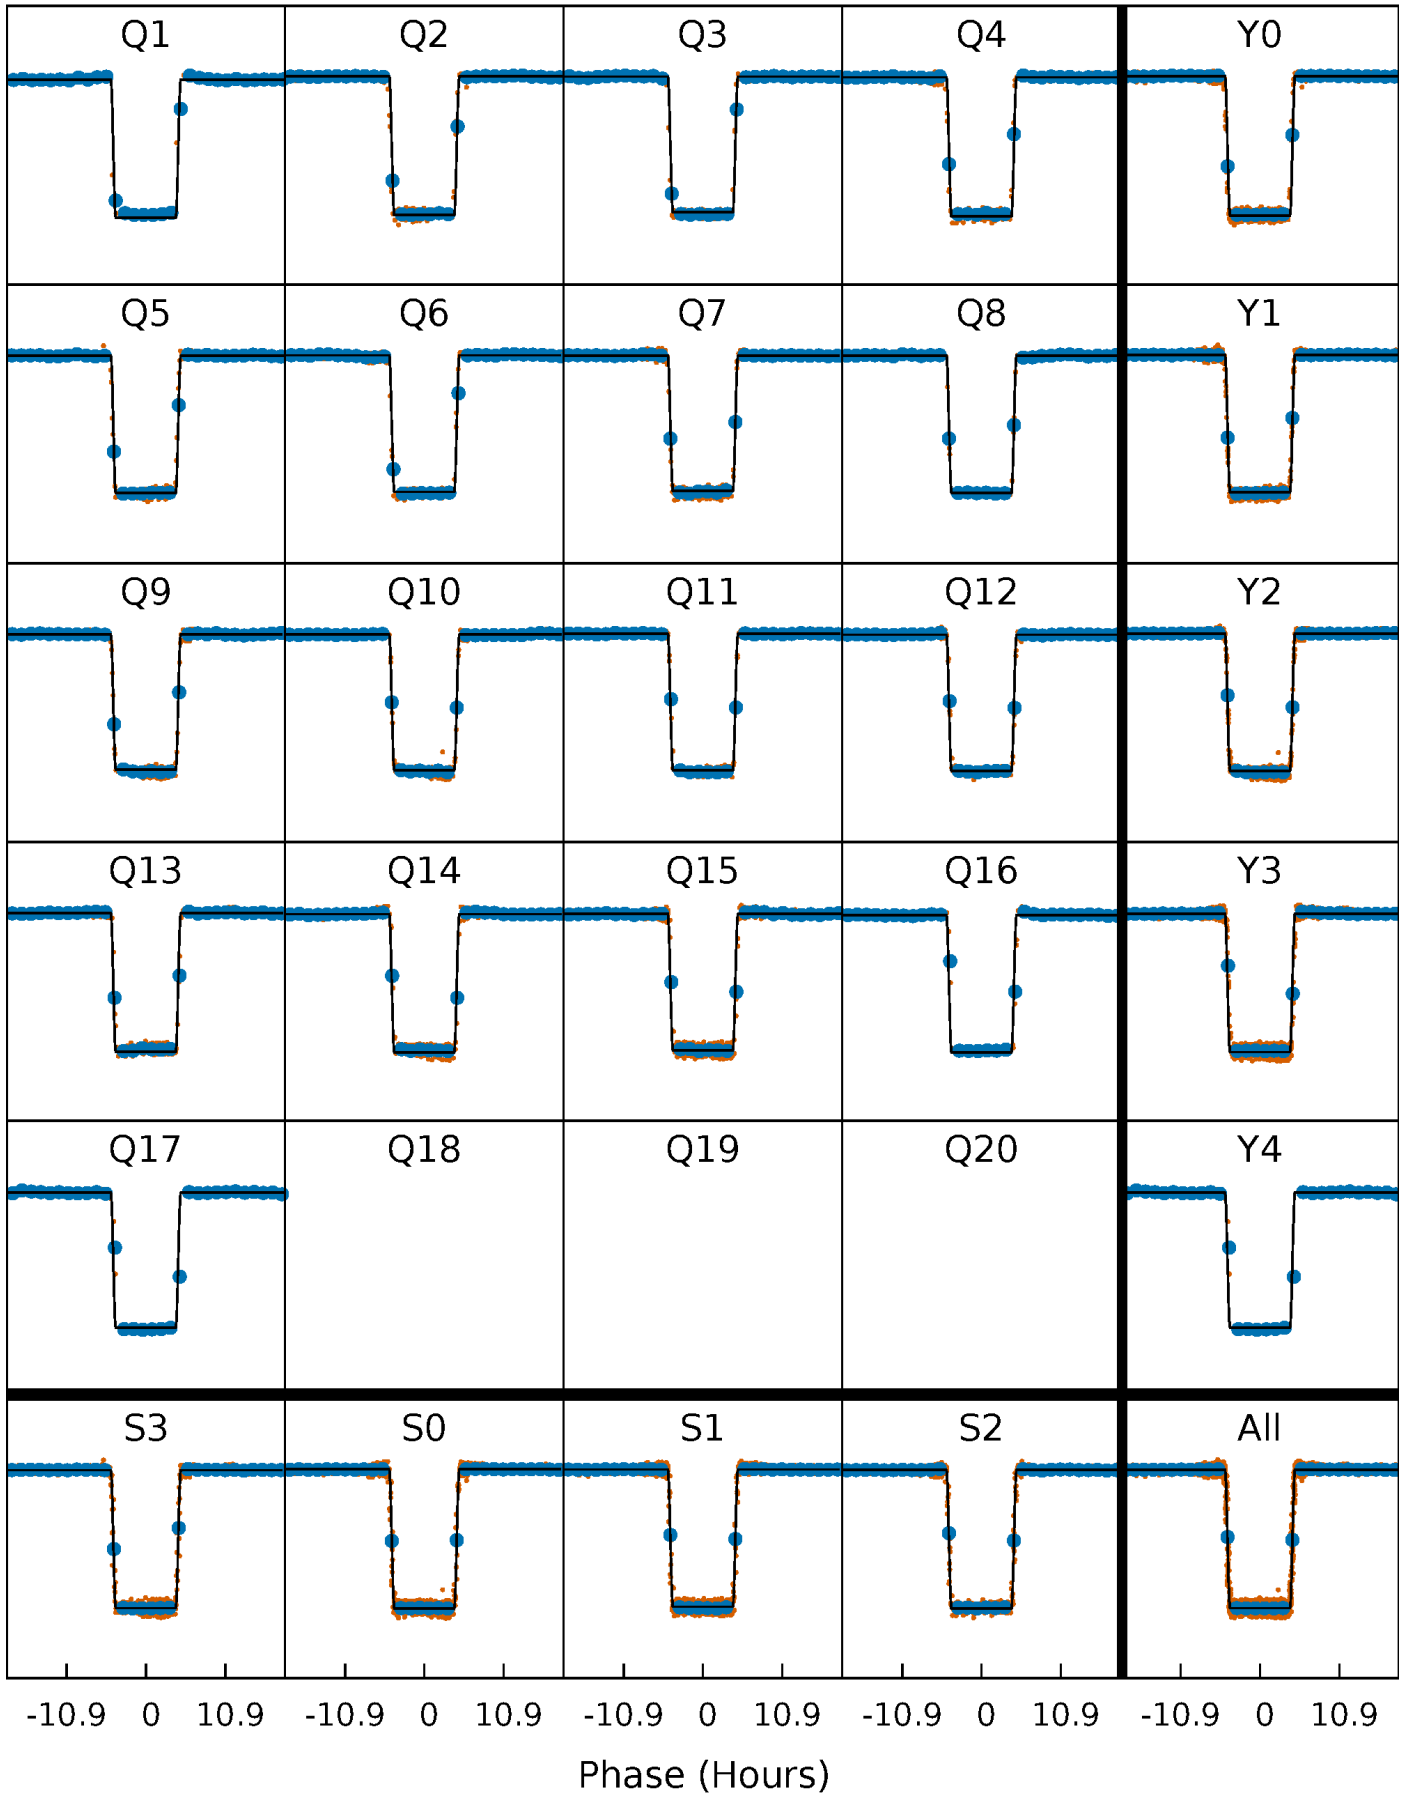 Q1 Q2 Q3 Q4 Y0
Q5 Q6 Q7 Q8 Y1
Q9 Q10 Q11 Q12 Y2
Q13 Q14 Q15 Q16 Y3
Q17 Q18 Q19 Q20 Y4
S3 S0 S1 S2 All
-10.9 0 10.9 -10.9 0 10.9 -10.9 0 10.9 -10.9 0 10.9 -10.9 0 10.9
Phase (Hours)